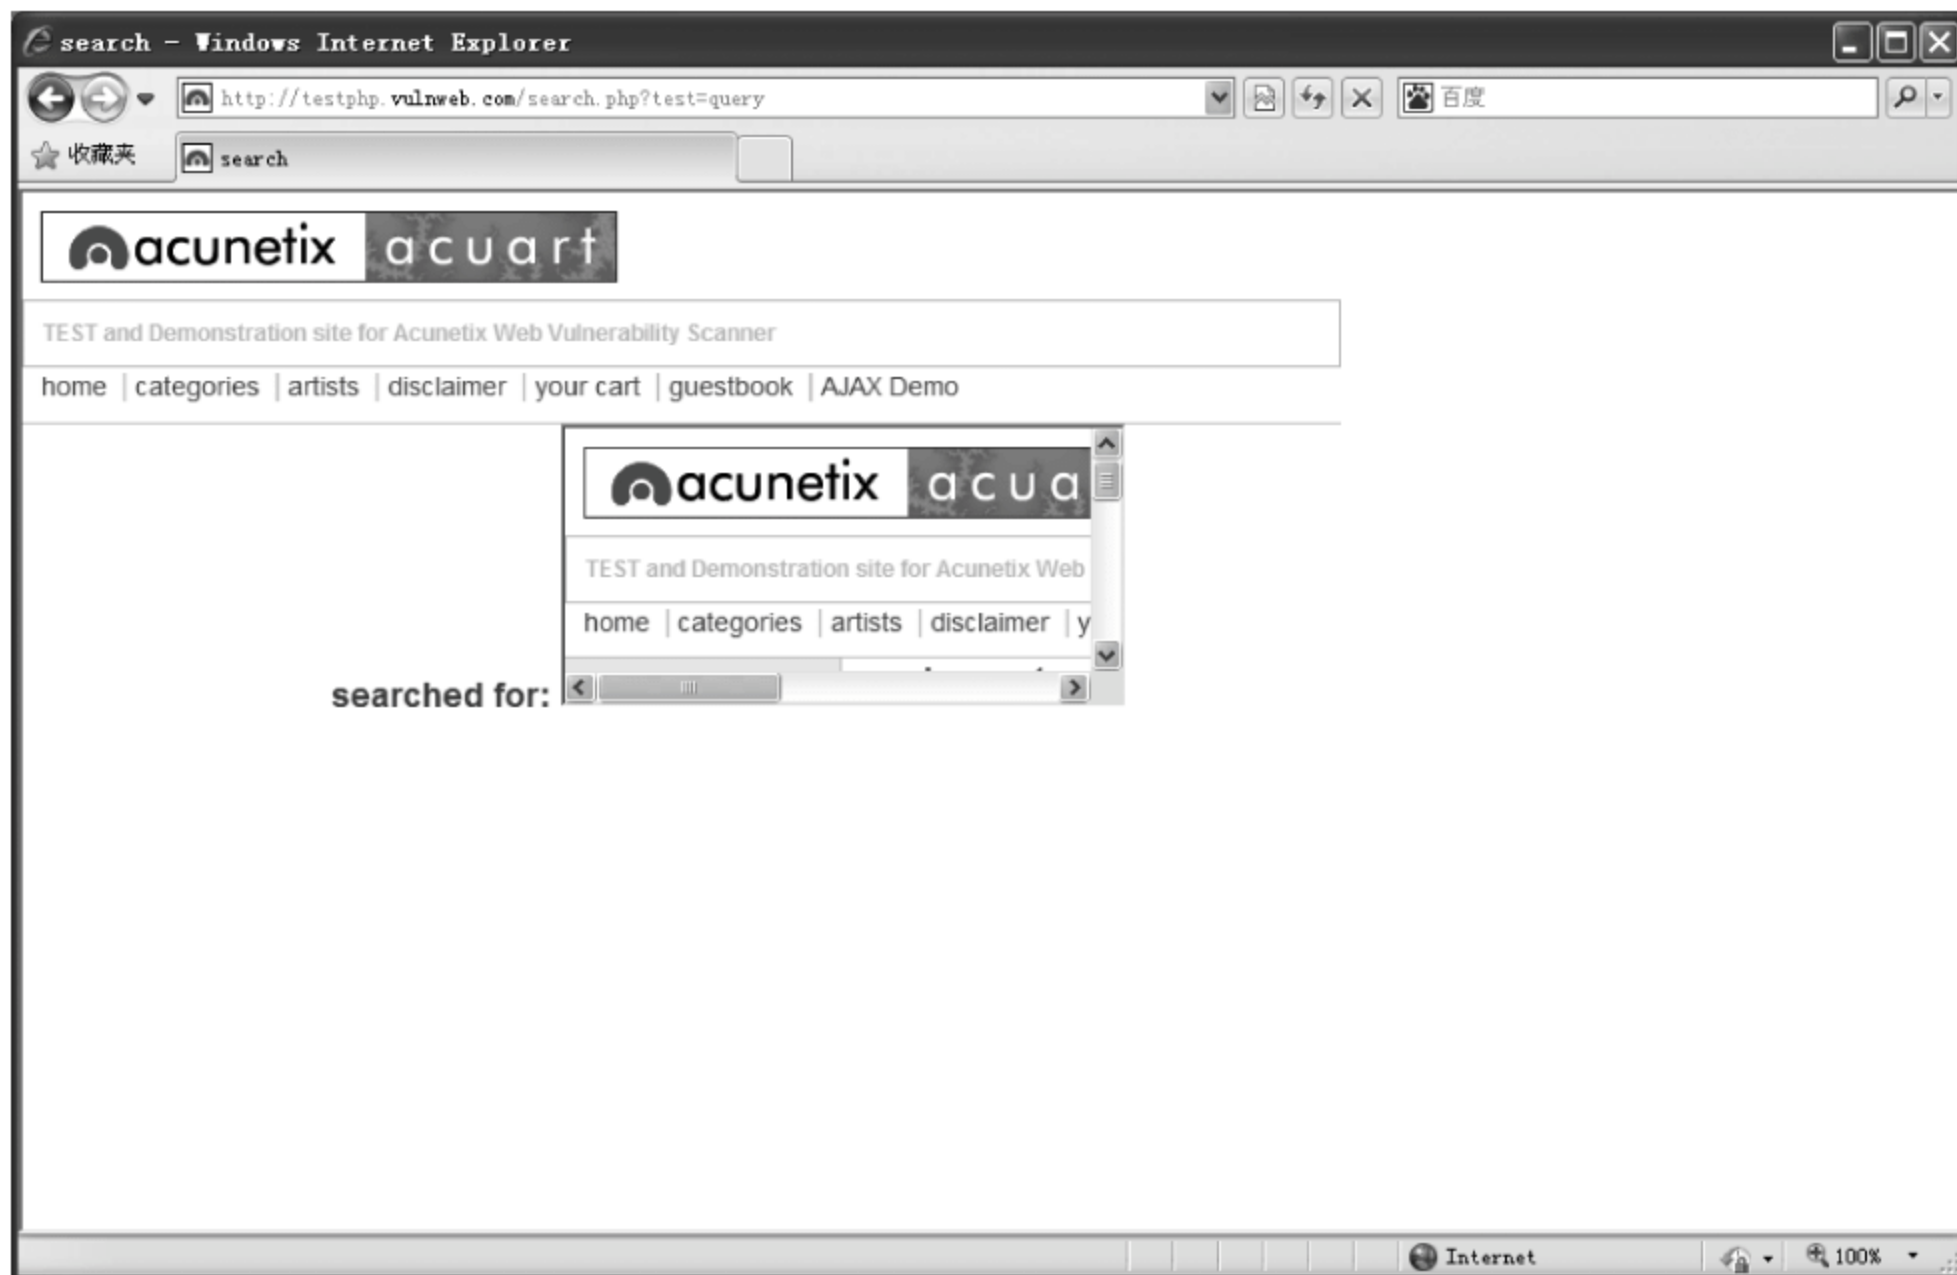 search - Windows Internet Explorer
http://testphp.vulnweb.com/search.php?test=query
百度
收藏夹
search
acunetix acuart
TEST and Demonstration site for Acunetix Web Vulnerability Scanner
home categories artists disclaimer your cart guestbook AJAX Demo
acunetix acua
TEST and Demonstration site for Acunetix Web
home categories artists disclaimer y
searched for:
Internet
100%